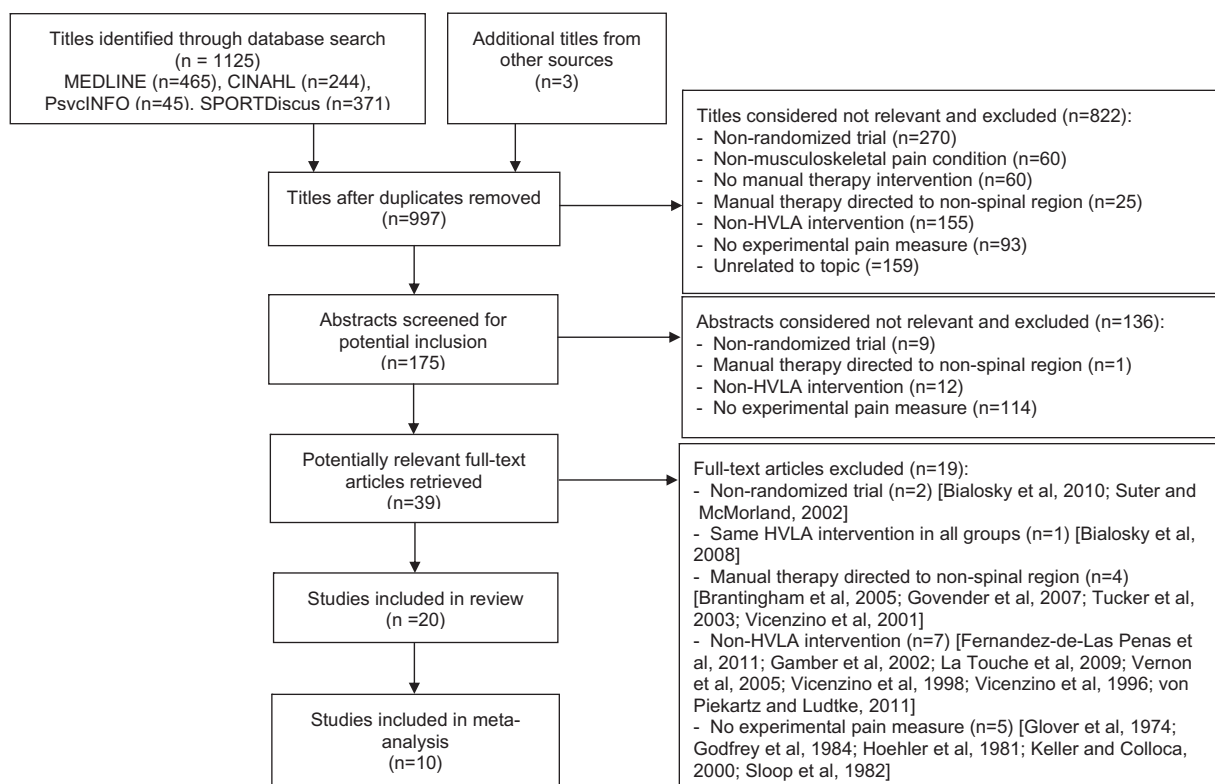 Titles identified through database search
(n = 1125)
MEDLINE (n=465), CINAHL (n=244),
PsycINFO (n=45), SPORTDiscus (n=371)
Additional titles from
other sources
(n=3)
Titles considered not relevant and excluded (n=822):
- Non-randomized trial (n=270)
- Non-musculoskeletal pain condition (n=60)
- No manual therapy intervention (n=60)
- Manual therapy directed to non-spinal region (n=25)
- Non-HVLA intervention (n=155)
- No experimental pain measure (n=93)
- Unrelated to topic (=159)
Titles after duplicates removed
(n=997)
Abstracts screened for
potential inclusion
(n=175)
Abstracts considered not relevant and excluded (n=136):
- Non-randomized trial (n=9)
- Manual therapy directed to non-spinal region (n=1)
- Non-HVLA intervention (n=12)
- No experimental pain measure (n=114)
Potentially relevant full-text
articles retrieved
(n=39)
Full-text articles excluded (n=19):
- Non-randomized trial (n=2) [Bialosky et al, 2010; Suter and
McMorland, 2002]
- Same HVLA intervention in all groups (n=1) [Bialosky et al,
2008]
- Manual therapy directed to non-spinal region (n=4)
[Brantingham et al, 2005; Govender et al, 2007; Tucker et al,
2003; Vicenzino et al, 2001]
- Non-HVLA intervention (n=7) [Fernandez-de-Las Penas et
al, 2011; Gamber et al, 2002; La Touche et al, 2009; Vernon
et al, 2005; Vicenzino et al, 1998; Vicenzino et al, 1996; von
Piekartz and Ludtke, 2011]
- No experimental pain measure (n=5) [Glover et al, 1974;
Godfrey et al, 1984; Hoehler et al, 1981; Keller and Colloca,
2000; Sloop et al, 1982]
Studies included in review
(n =20)
Studies included in meta-
analysis
(n=10)